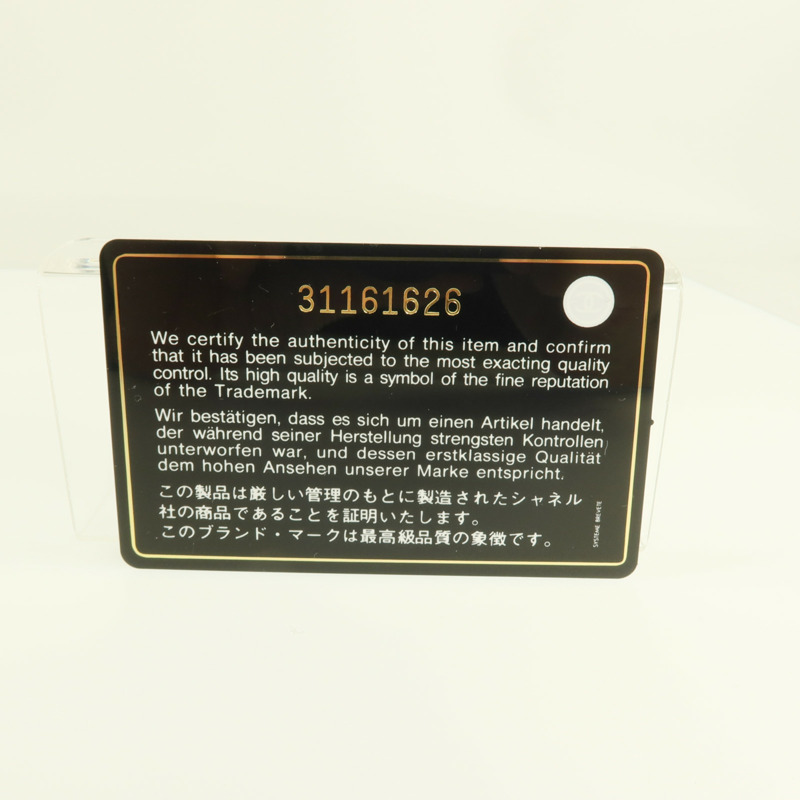 31161626
We certify the authenticity of this item and confirm
that it has been subjected to the most exacting quality
control. Its high quality is a symbol of the fine reputation
of the Trademark.
Wir bestätigen, dass es sich um einen Artikel handelt,
der während seiner Herstellung strengsten Kontrollen
unterworfen war, und dessen erstklassige Qualität
dem hohen Ansehen unserer Marke entspricht.
この製品は厳しい管理のもとに製造されたシャネル
社の商品であることを証明いたします。
このブランド・マークは最高級品質の象徴です。
SYSTEME BREVETE